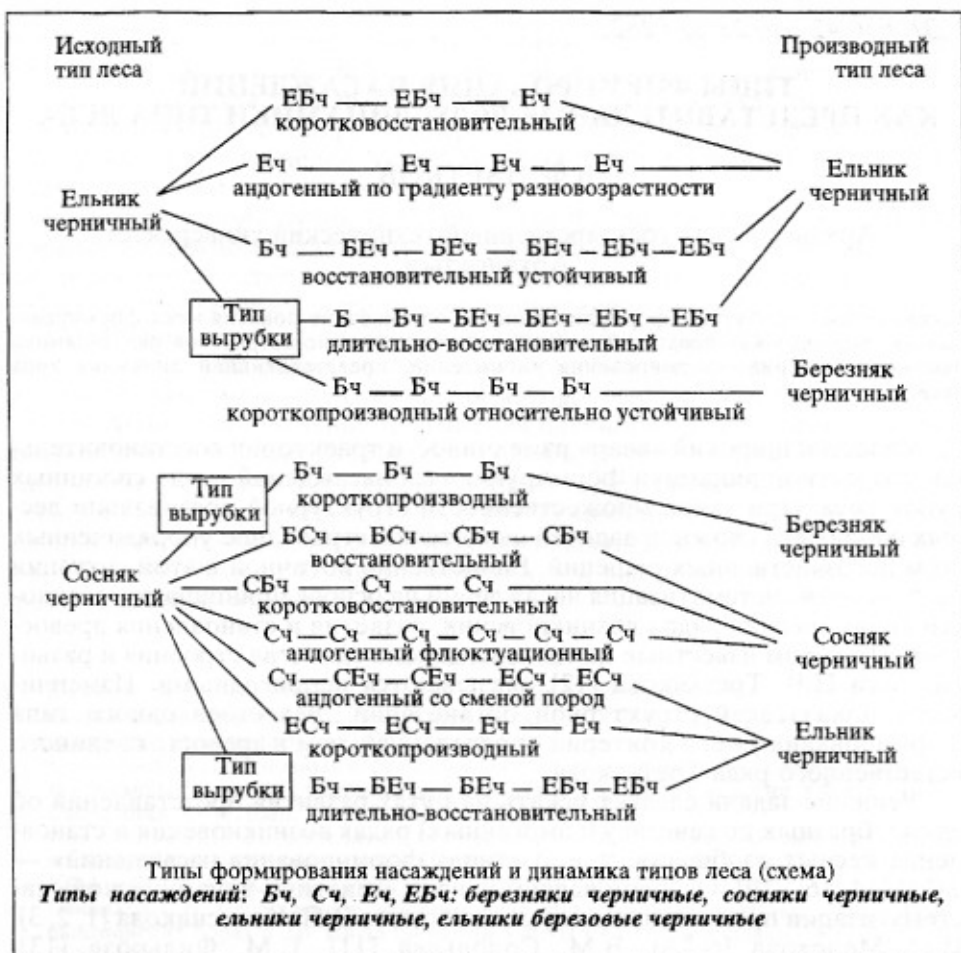 Исходный тип леса
Производный тип леса
ЕБч — ЕБч — Еч
коротковосстановительный
Еч — Еч — Еч — Еч
андогенный по градиенту разновозрастности
Ельник черничный
Ельник черничный
Бч — БЕч — БЕч — БЕч — ЕБч — ЕБч
восстановительный устойчивый
Тип вырубки
Б — Бч — БЕч — БЕч — ЕБч — ЕБч
длительно-восстановительный
Бч — Бч — Бч — Бч
короткопроизводный относительно устойчивый
Березняк черничный
Тип вырубки
Бч — Бч — Бч
короткопроизводный
Березняк черничный
БСч — БСч — СБч — СБч
восстановительный
Сосняк черничный
СБч — Сч — Сч
коротковосстановительный
Сч — Сч — Сч — Сч — Сч — Сч — Сч
андогенный флюктуационный
Сосняк черничный
Сч — СЕч — СЕч — ЕСч — ЕСч
андогенный со сменой пород
ЕСч — ЕСч — Еч — Еч
короткопроизводный
Ельник черничный
Тип вырубки
Бч — БЕч — БЕч — ЕБч — ЕБч
длительно-восстановительный
Типы формирования насаждений и динамика типов леса (схема)
Типы насаждений: Бч, Сч, Еч, ЕБч: березняки черничные, сосняки черничные,
ельники черничные, ельники березовые черничные